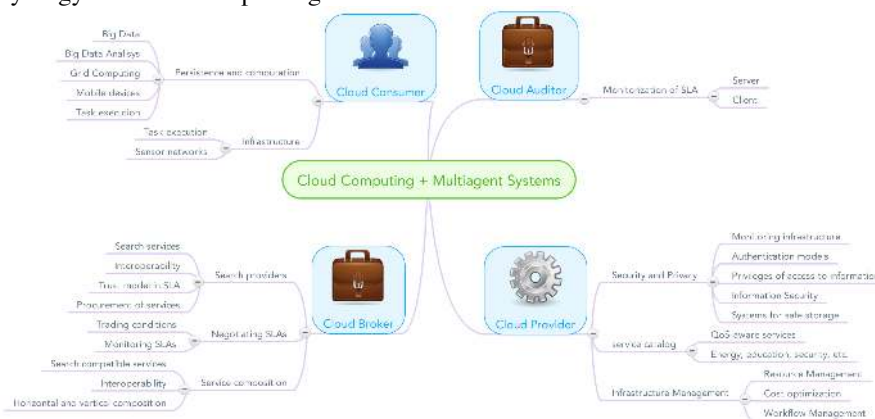 Big Data
Big Data Analisys
Grid Computing
Mobile devices
Task execution
Persistence and computation
Task execution
Sensor networks
Infrastructure
Cloud Consumer
Cloud Auditor
Monitorization of SLA
Server
Client
Cloud Computing + Multiagent Systems
Search services
Interoperability
Trust model in SLA
Procurement of services
Search providers
Trading conditions
Monitoring SLAs
Negotiating SLAs
Search compatible services
Interoperability
Horizontal and vertical composition
Service composition
Cloud Broker
Cloud Provider
Security and Privacy
Monitoring infrastructure
Authentication models
Privileges of access to information
Information Security
Systems for safe storage
service catalog
QoS-aware services
Energy, education, security, etc.
Infrastructure Management
Resource Management
Cost optimization
Workflow Management